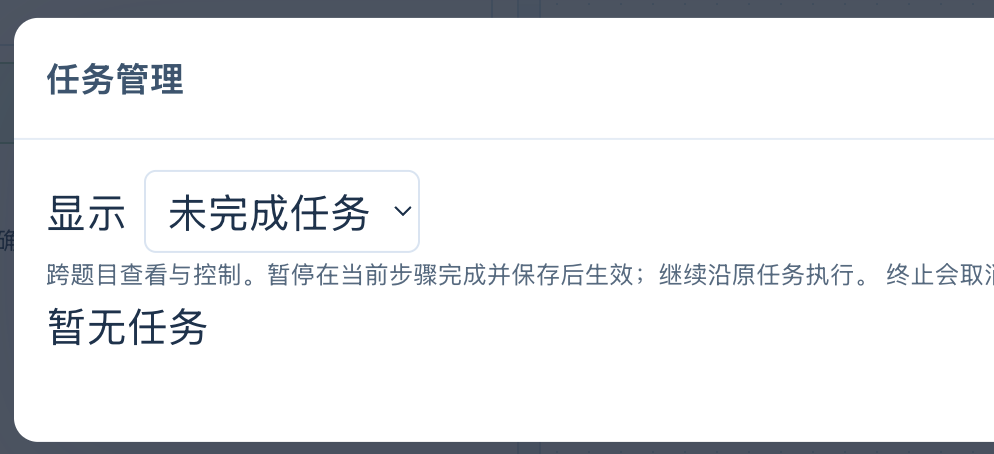 任务管理
显示 未完成任务
跨题目查看与控制。暂停在当前步骤完成并保存后生效；继续沿原任务执行。 终止会取
暂无任务